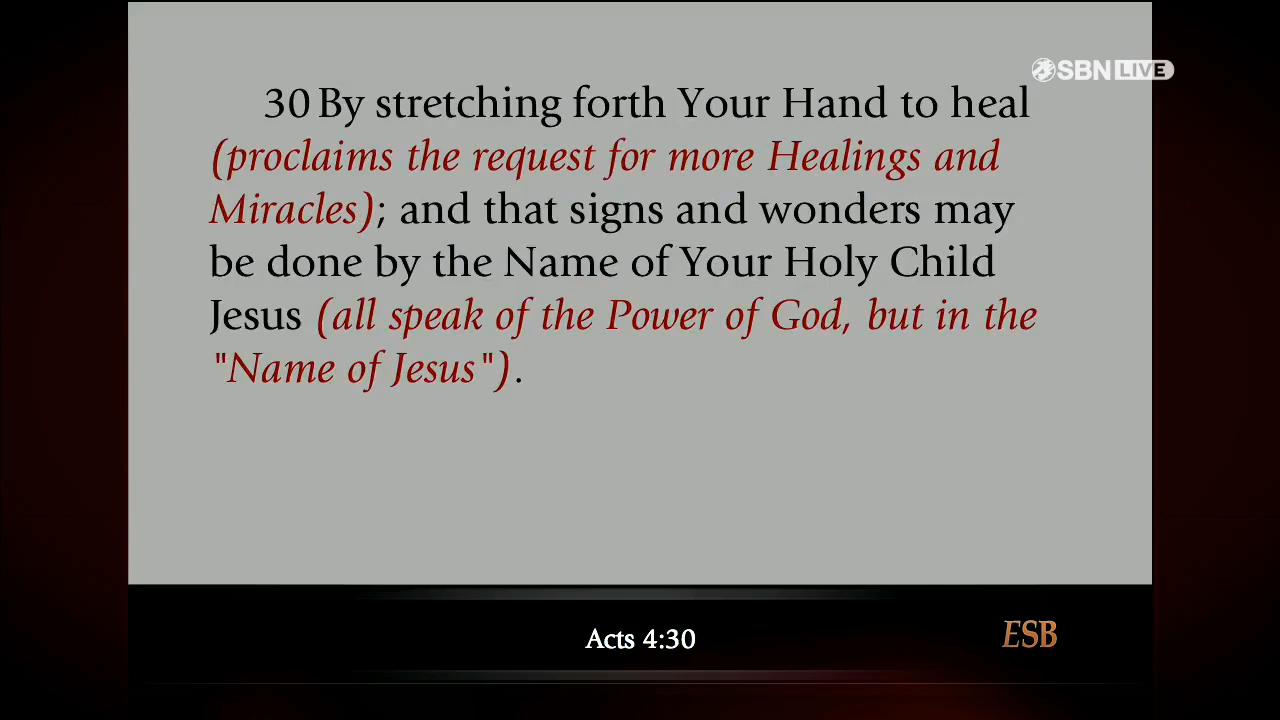 SBN LIVE
30 By stretching forth Your Hand to heal
(proclaims the request for more Healings and
Miracles); and that signs and wonders may
be done by the Name of Your Holy Child
Jesus (all speak of the Power of God, but in the
"Name of Jesus").
Acts 4:30
ESB